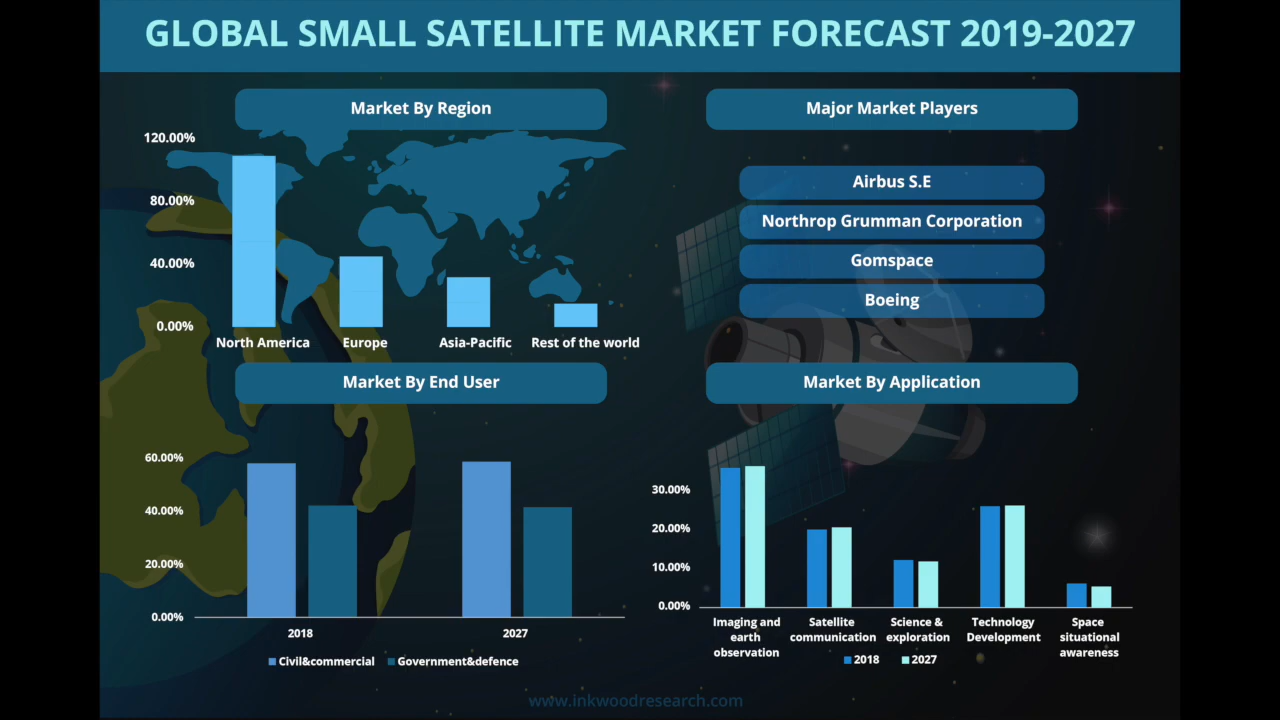 GLOBAL SMALL SATELLITE MARKET FORECAST 2019-2027
Market By Region
120.00%
80.00%
40.00%
0.00%
North America
Europe
Asia-Pacific
Rest of the world
Major Market Players
Airbus S.E
Northrop Grumman Corporation
Gomspace
Boeing
Market By End User
60.00%
40.00%
20.00%
0.00%
2018
2027
Civil&commercial
Government&defence
Market By Application
30.00%
20.00%
10.00%
0.00%
Imaging and
earth
observation
Satellite
communication
Science &
exploration
Technology
Development
Space
situational
awareness
2018
2027
www.inkwoodresearch.com